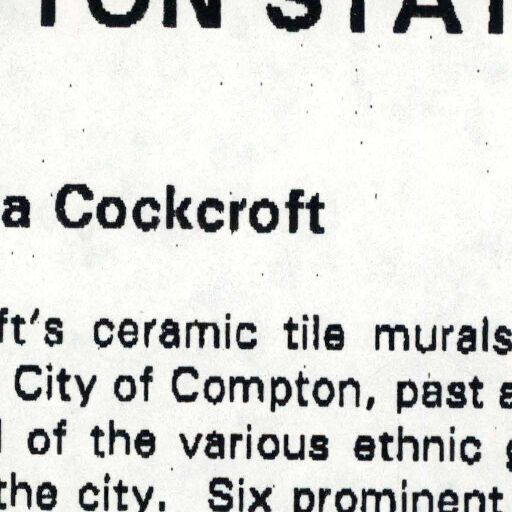 TON STAT
a Cockcroft
ft's ceramic tile murals
City of Compton, past a
of the various ethnic g
the city. Six prominent